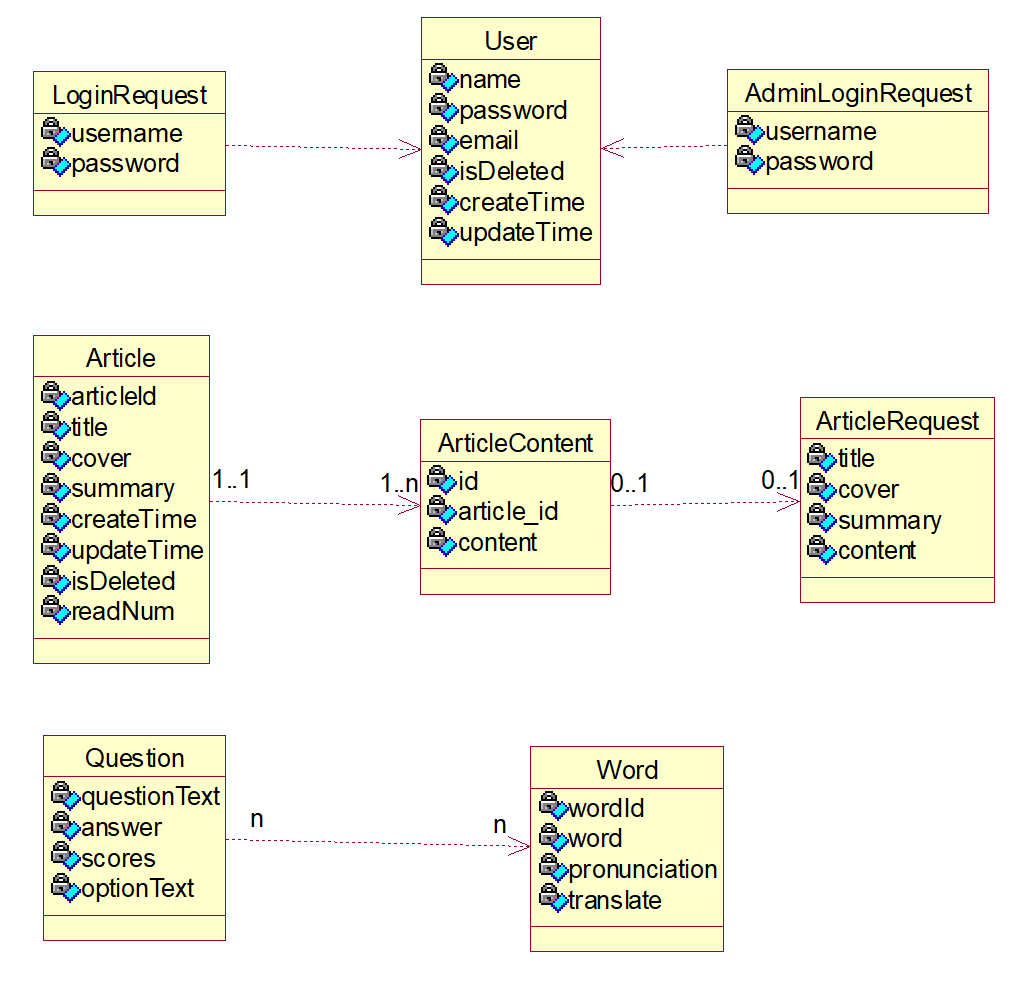 User
name
password
email
isDeleted
createTime
updateTime
LoginRequest
username
password
AdminLoginRequest
username
password
Article
articleId
title
cover
summary
createTime
updateTime
isDeleted
readNum
1..1
1..n
ArticleContent
id
article_id
content
0..1
0..1
ArticleRequest
title
cover
summary
content
Question
questionText
answer
scores
optionText
n
n
Word
wordId
word
pronunciation
translate